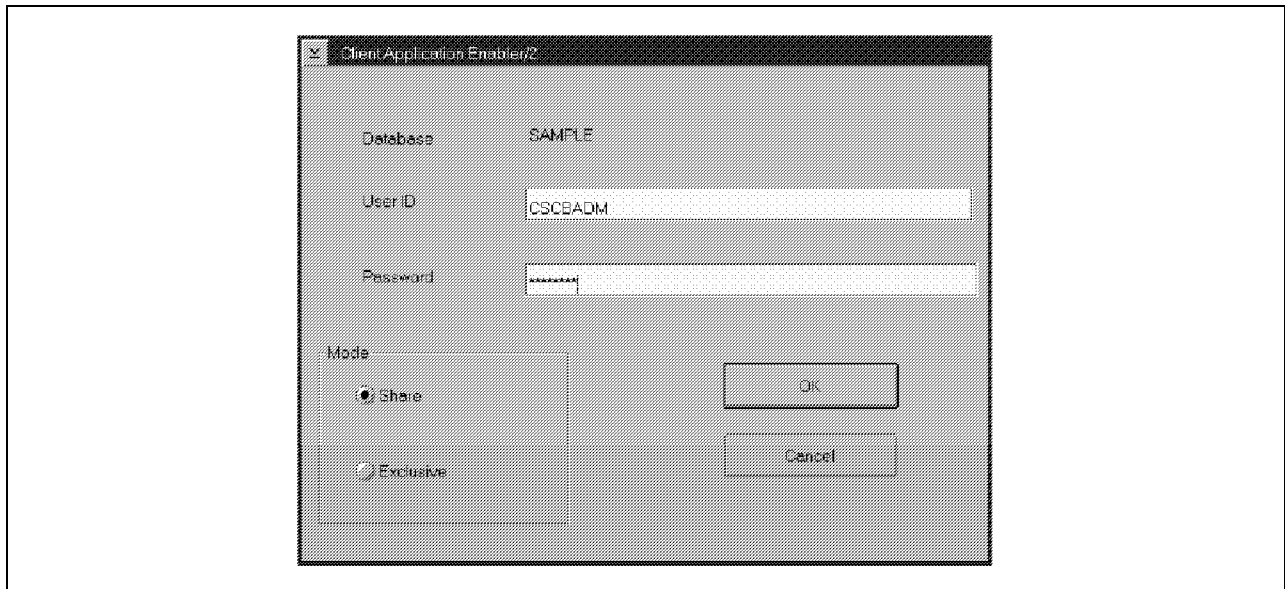 Client Application Enabler/2
Database SAMPLE
User ID CSCBADM
Password ********
Mode
Share
Exclusive
OK
Cancel